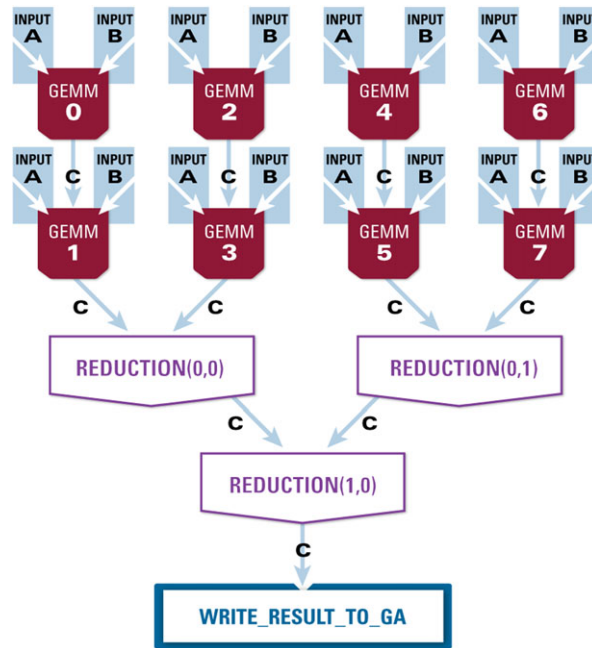 INPUT A INPUT B INPUT A INPUT B INPUT A INPUT B INPUT A INPUT B
GEMM 0 GEMM 2 GEMM 4 GEMM 6
C C C C
INPUT A INPUT B INPUT A INPUT B INPUT A INPUT B INPUT A INPUT B
GEMM 1 GEMM 3 GEMM 5 GEMM 7
C C C C
REDUCTION(0,0) REDUCTION(0,1)
C C
REDUCTION(1,0)
C
WRITE_RESULT_TO_GA